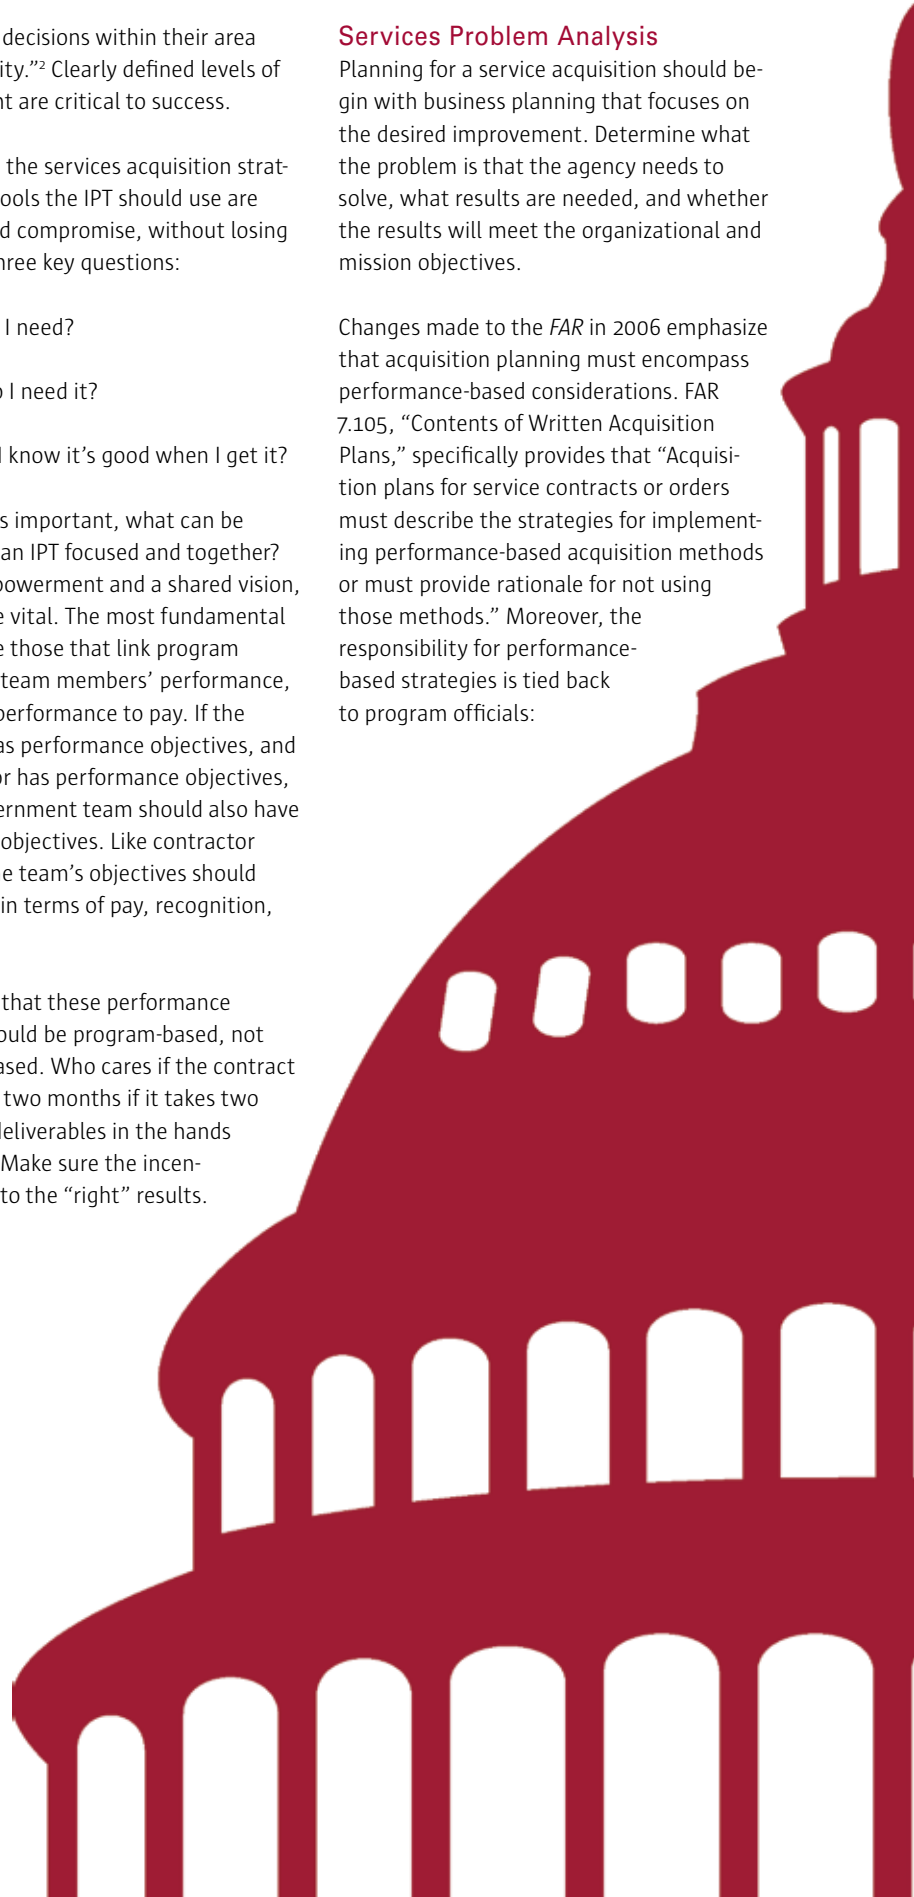 decisions within their area
ity.”² Clearly defined levels of
nt are critical to success.
the services acquisition strat-
ools the IPT should use are
d compromise, without losing
hree key questions:
I need?
o I need it?
I know it’s good when I get it?
s important, what can be
an IPT focused and together?
powerment and a shared vision,
e vital. The most fundamental
e those that link program
team members’ performance,
performance to pay. If the
as performance objectives, and
or has performance objectives,
ernment team should also have
objectives. Like contractor
e team’s objectives should
in terms of pay, recognition,
that these performance
ould be program-based, not
ased. Who cares if the contract
two months if it takes two
deliverables in the hands
Make sure the incen-
to the “right” results.
Services Problem Analysis
Planning for a service acquisition should be-
gin with business planning that focuses on
the desired improvement. Determine what
the problem is that the agency needs to
solve, what results are needed, and whether
the results will meet the organizational and
mission objectives.
Changes made to the FAR in 2006 emphasize
that acquisition planning must encompass
performance-based considerations. FAR
7.105, “Contents of Written Acquisition
Plans,” specifically provides that “Acquisi-
tion plans for service contracts or orders
must describe the strategies for implement-
ing performance-based acquisition methods
or must provide rationale for not using
those methods.” Moreover, the
responsibility for performance-
based strategies is tied back
to program officials: